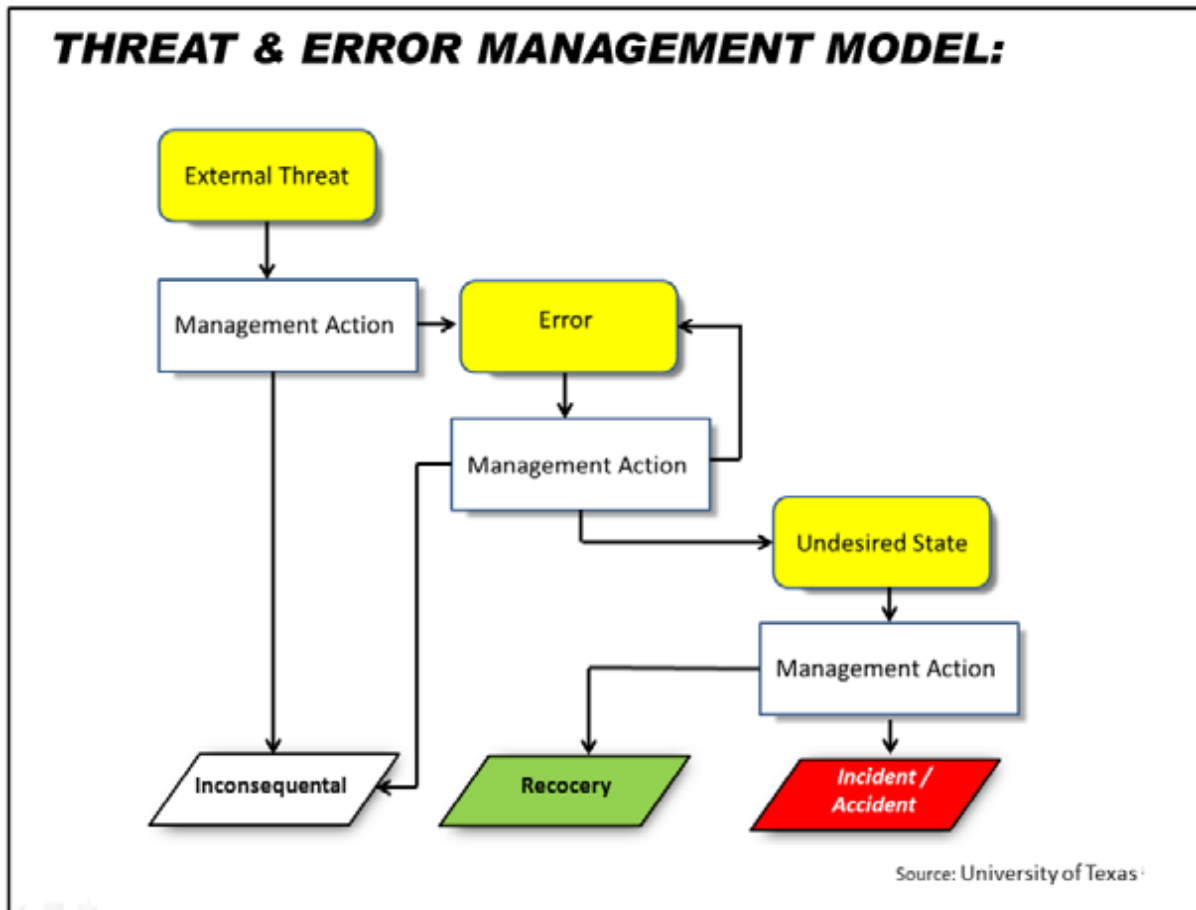 THREAT & ERROR MANAGEMENT MODEL:
External Threat
Management Action
Error
Management Action
Undesired State
Management Action
Inconsequental
Recocery
Incident /
Accident
Source: University of Texas